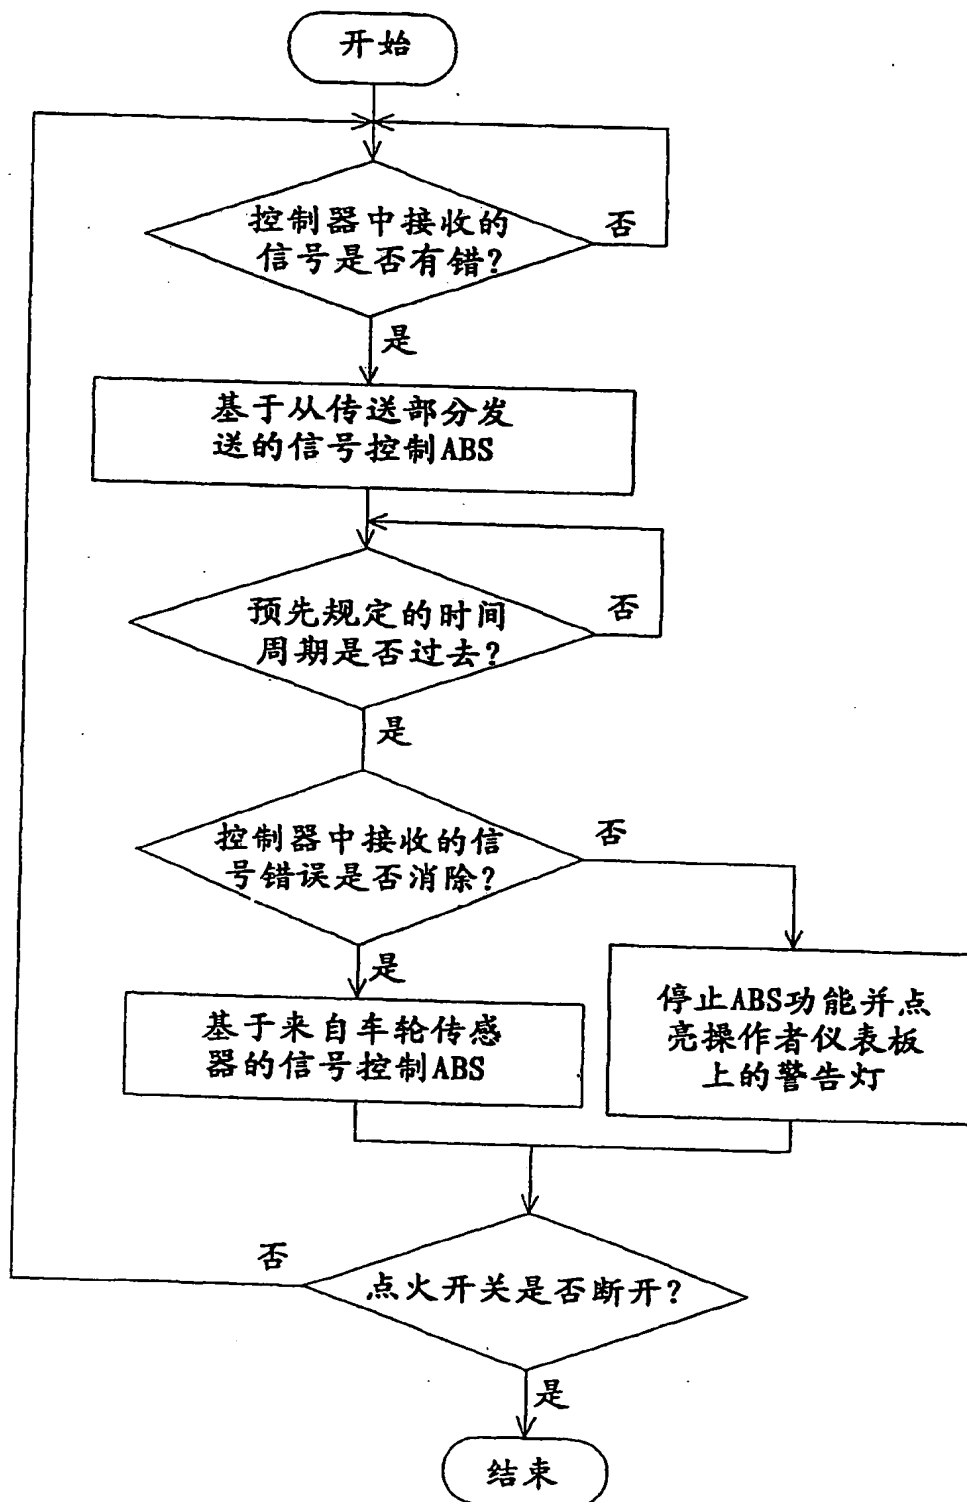 开始
控制器中接收的
信号是否有错?
否
是
基于从传送部分发
送的信号控制ABS
预先规定的时间
周期是否过去?
否
是
控制器中接收的信
号错误是否消除?
否
是
基于来自车轮传感
器的信号控制ABS
停止ABS功能并点
亮操作者仪表板
上的警告灯
否
点火开关是否断开?
是
结束